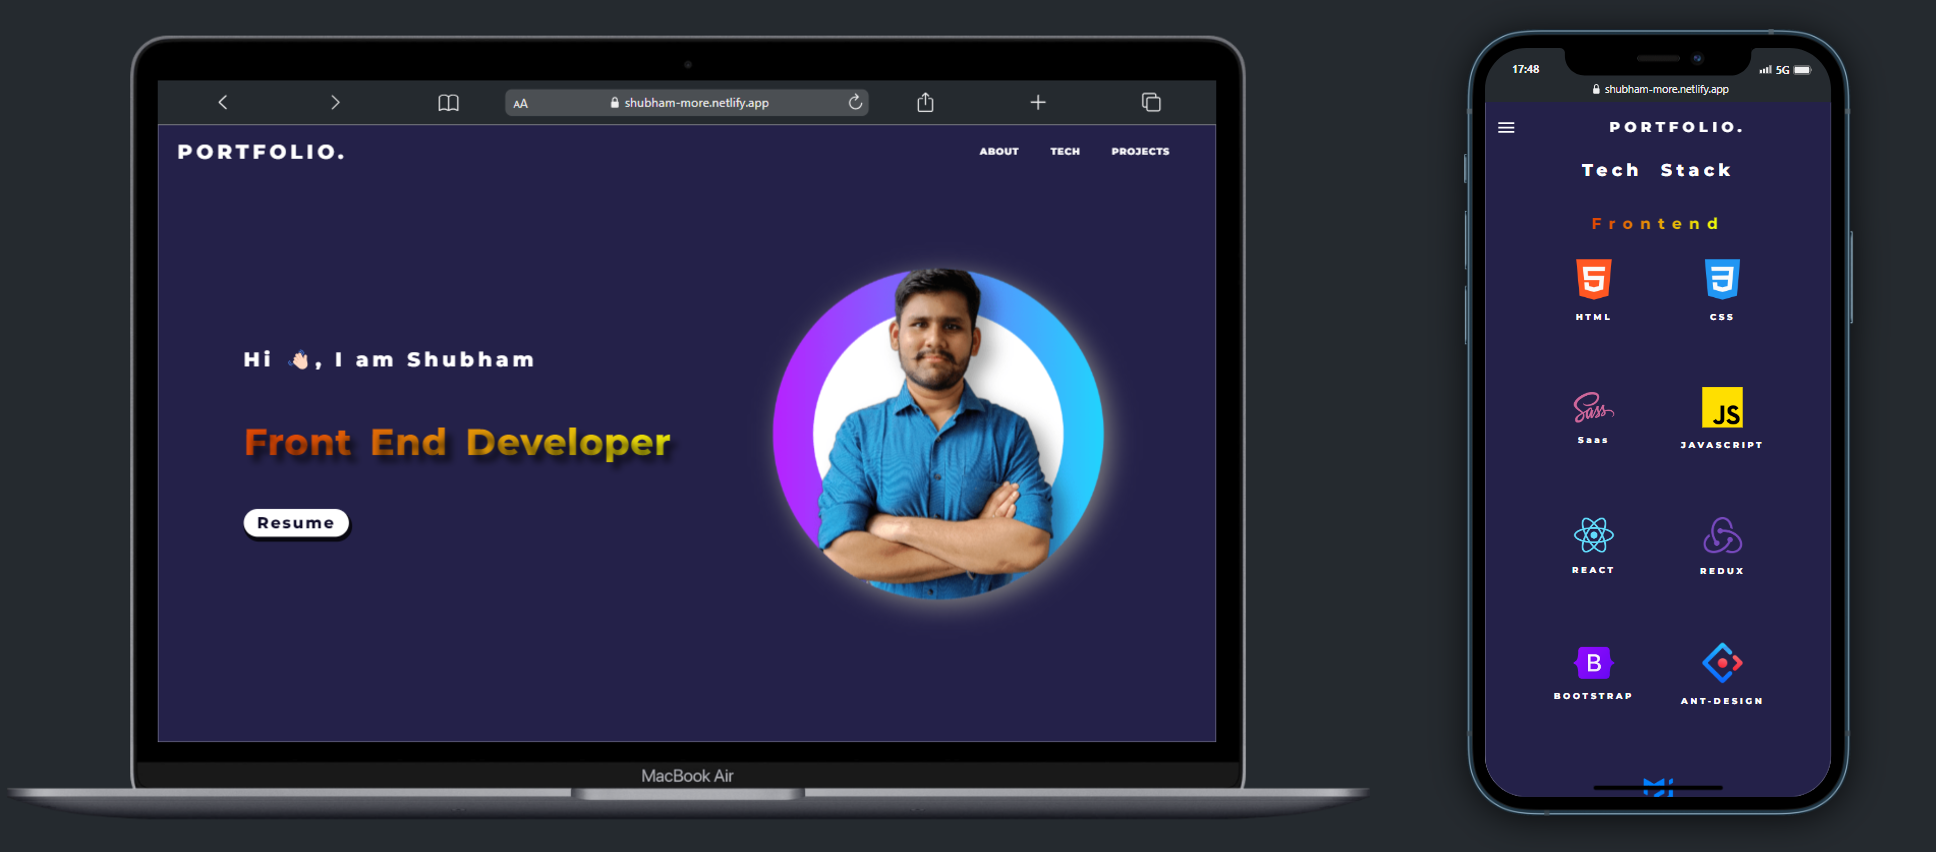 AA shubham-more.netlify.app
PORTFOLIO.
ABOUT TECH PROJECTS
Hi 👋🏻, I am Shubham
Front End Developer
Resume
MacBook Air
17:48
5G
shubham-more.netlify.app
PORTFOLIO.
Tech Stack
Frontend
HTML
CSS
Sass
Saas
JS
JAVASCRIPT
REACT
REDUX
B
BOOTSTRAP
ANT-DESIGN